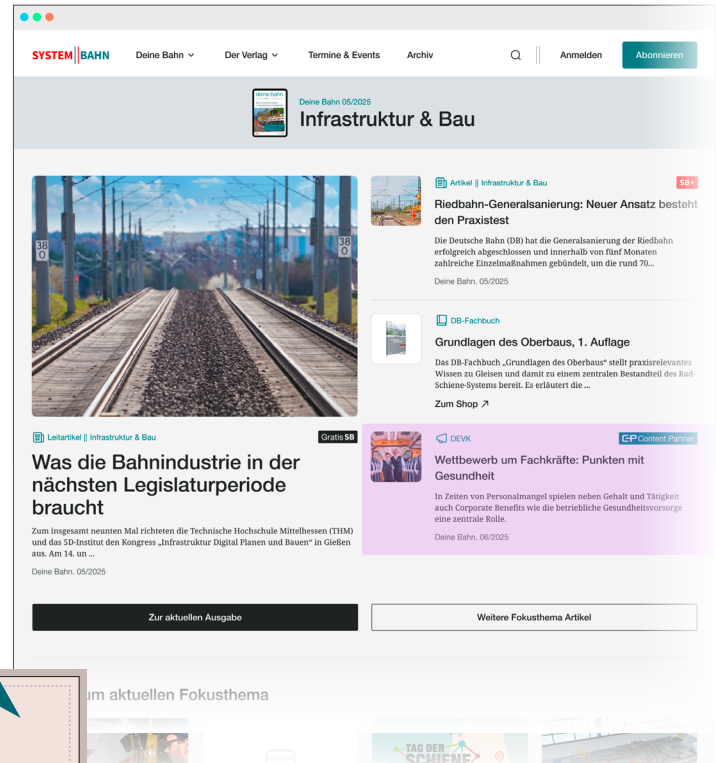 SYSTEM||BAHN
Deine Bahn
Der Verlag
Termine & Events
Archiv
Anmelden
Abonnieren
deine bahn
Deine Bahn 05/2025
Infrastruktur & Bau
38
0
38
0
Leitartikel || Infrastruktur & Bau
Gratis SB
Was die Bahnindustrie in der
nächsten Legislaturperiode
braucht
Zum insgesamt neunten Mal richteten die Technische Hochschule Mittelhessen (THM)
und das 5D-Institut den Kongress „Infrastruktur Digital Planen und Bauen“ in Gießen
aus. Am 14. un ...
Deine Bahn. 05/2025
Artikel || Infrastruktur & Bau
SB+
Riedbahn-Generalsanierung: Neuer Ansatz besteht
den Praxistest
Die Deutsche Bahn (DB) hat die Generalsanierung der Riedbahn
erfolgreich abgeschlossen und innerhalb von fünf Monaten
zahlreiche Einzelmaßnahmen gebündelt, um die rund 70...
Deine Bahn. 05/2025
DB-Fachbuch
Grundlagen des Oberbaus, 1. Auflage
Das DB-Fachbuch „Grundlagen des Oberbaus“ stellt praxisrelevantes
Wissen zu Gleisen und damit zu einem zentralen Bestandteil des Rad-
Schiene-Systems bereit. Es erläutert die ...
Zum Shop ↗
DEVK
CP Content Partner
Wettbewerb um Fachkräfte: Punkten mit
Gesundheit
In Zeiten von Personalmangel spielen neben Gehalt und Tätigkeit
auch Corporate Benefits wie die betriebliche Gesundheitsvorsorge
eine zentrale Rolle.
Deine Bahn. 06/2025
Zur aktuellen Ausgabe
Weitere Fokusthema Artikel
um aktuellen Fokusthema
TAG DER
SCHIENE